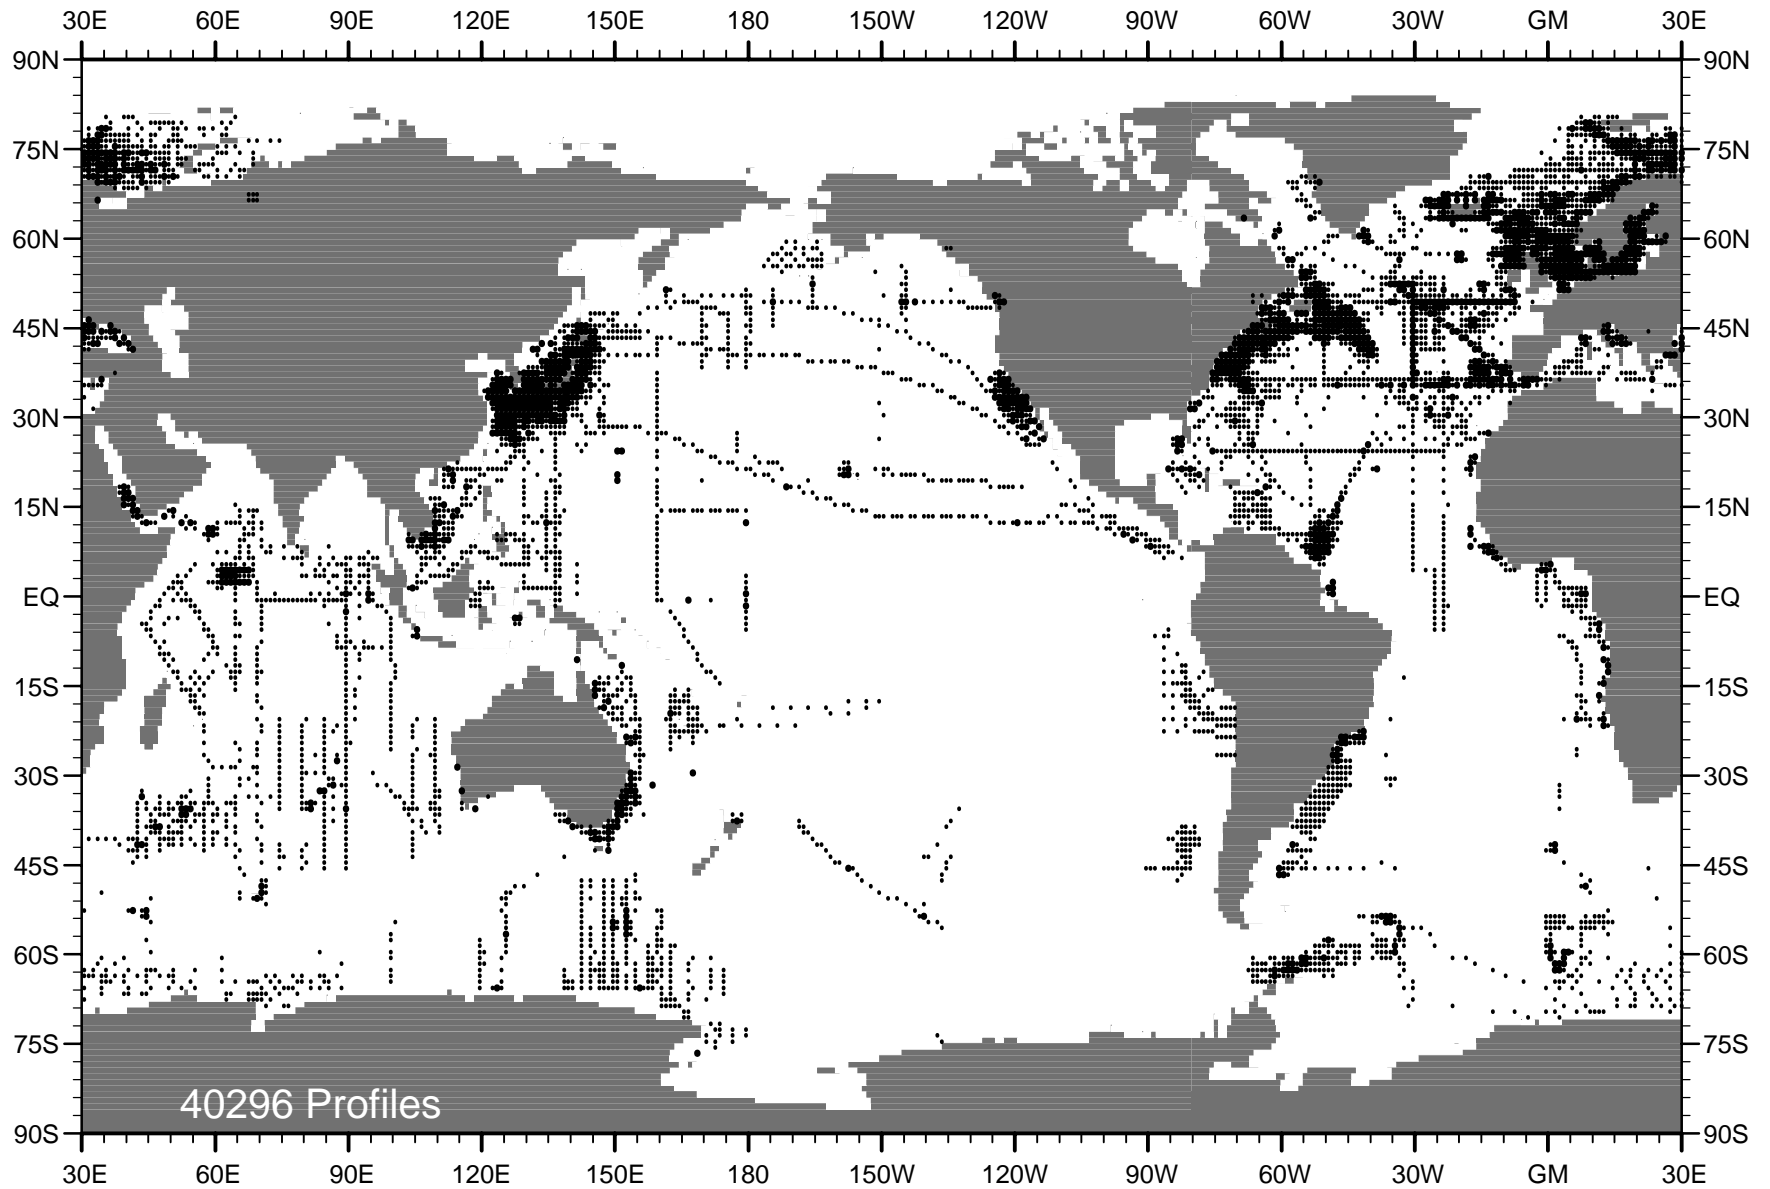 30E 60E 90E 120E 150E 180 150W 120W 90W 60W 30W GM 30E
90N 90N
75N 75N
60N 60N
45N 45N
30N 30N
15N 15N
EQ EQ
15S 15S
30S 30S
45S 45S
60S 60S
75S 75S
40296 Profiles
90S 90S
30E 60E 90E 120E 150E 180 150W 120W 90W 60W 30W GM 30E